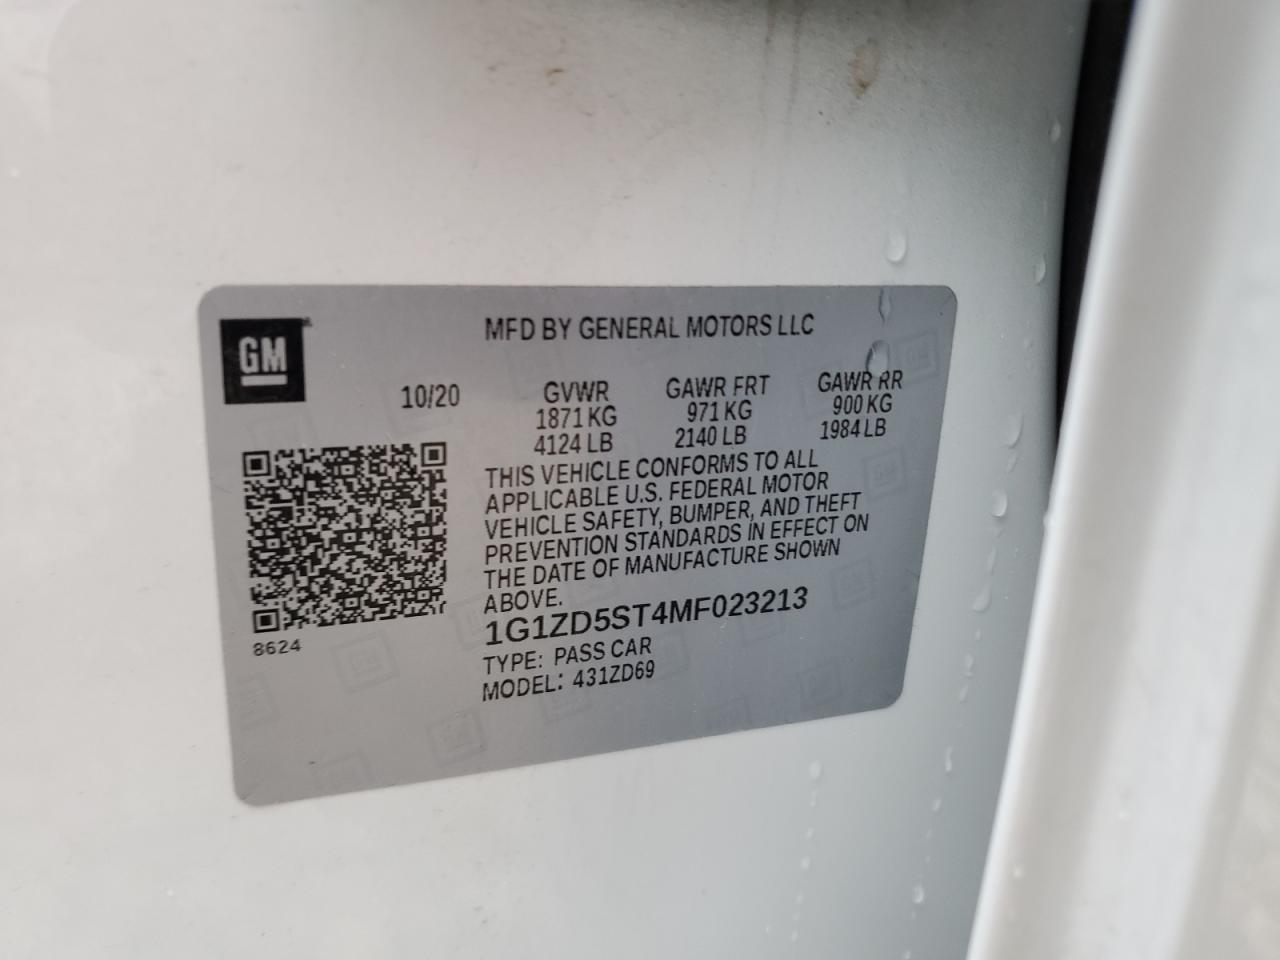 GM
MFD BY GENERAL MOTORS LLC
10/20 GVWR GAWR FRT GAWR RR
1871 KG 971 KG 900 KG
4124 LB 2140 LB 1984 LB
THIS VEHICLE CONFORMS TO ALL
APPLICABLE U.S. FEDERAL MOTOR
VEHICLE SAFETY, BUMPER, AND THEFT
PREVENTION STANDARDS IN EFFECT ON
THE DATE OF MANUFACTURE SHOWN
ABOVE.
1G1ZD5ST4MF023213
TYPE: PASS CAR
MODEL: 431ZD69
8624